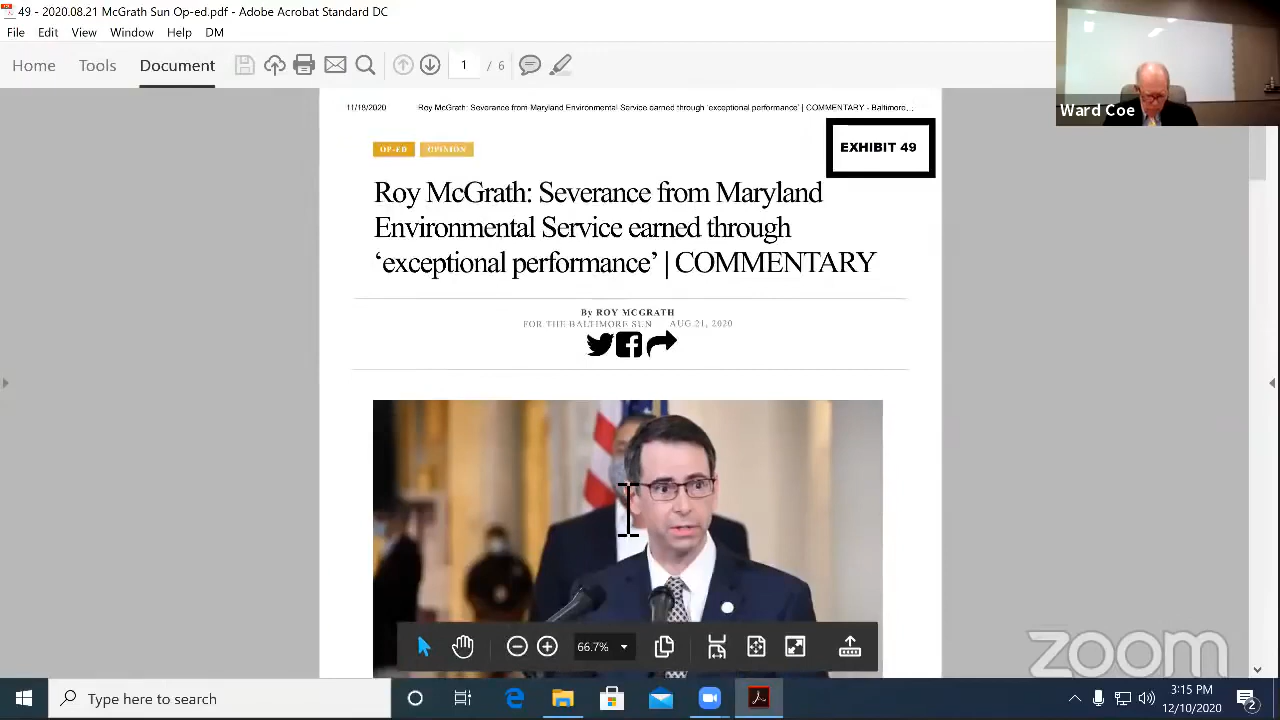 49 - 2020.08.21 McGrath Sun Op-ed.pdf - Adobe Acrobat Standard DC
File Edit View Window Help DM
Home Tools Document 1 / 6
Ward Coe
11/18/2020 Roy McGrath: Severance from Maryland Environmental Service earned through 'exceptional performance' | COMMENTARY - Baltimore...
EXHIBIT 49
OP-ED OPINION
Roy McGrath: Severance from Maryland
Environmental Service earned through
‘exceptional performance’ | COMMENTARY
By ROY MCGRATH
FOR THE BALTIMORE SUN AUG 21, 2020
66.7%
zoom
Type here to search
3:15 PM
12/10/2020
2